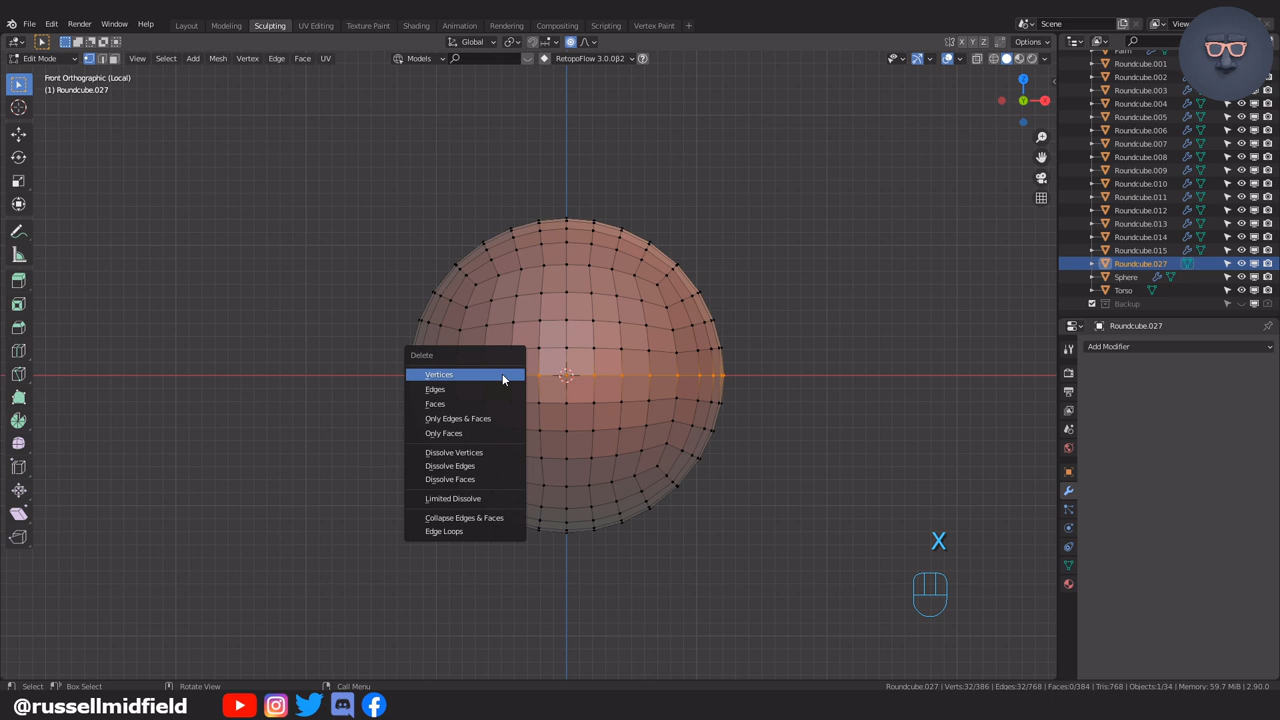 File Edit Render Window Help Layout Modeling Sculpting UV Editing Texture Paint Shading Animation Rendering Compositing Scripting Vertex Paint + Scene
Global X Y Z Options
Edit Mode View Select Add Mesh Vertex Edge Face UV Models RetopoFlow 3.0.0β2
Front Orthographic (Local)
(1) Roundcube.027
Z
X
Y
Roundcube.001
Roundcube.002
Roundcube.003
Roundcube.004
Roundcube.005
Roundcube.006
Roundcube.007
Roundcube.008
Roundcube.009
Roundcube.010
Roundcube.011
Roundcube.012
Roundcube.013
Roundcube.014
Roundcube.015
Roundcube.027
Sphere
Torso
Backup
Roundcube.027
Add Modifier
Delete
Vertices
Edges
Faces
Only Edges & Faces
Only Faces
Dissolve Vertices
Dissolve Edges
Dissolve Faces
Limited Dissolve
Collapse Edges & Faces
Edge Loops
X
Select Box Select Rotate View Call Menu Roundcube.027 | Verts:32/386 | Edges:32/768 | Faces:0/384 | Tris:768 | Objects:1/34 | Memory: 59.7 MiB | 2.90.0
@russellmidfield